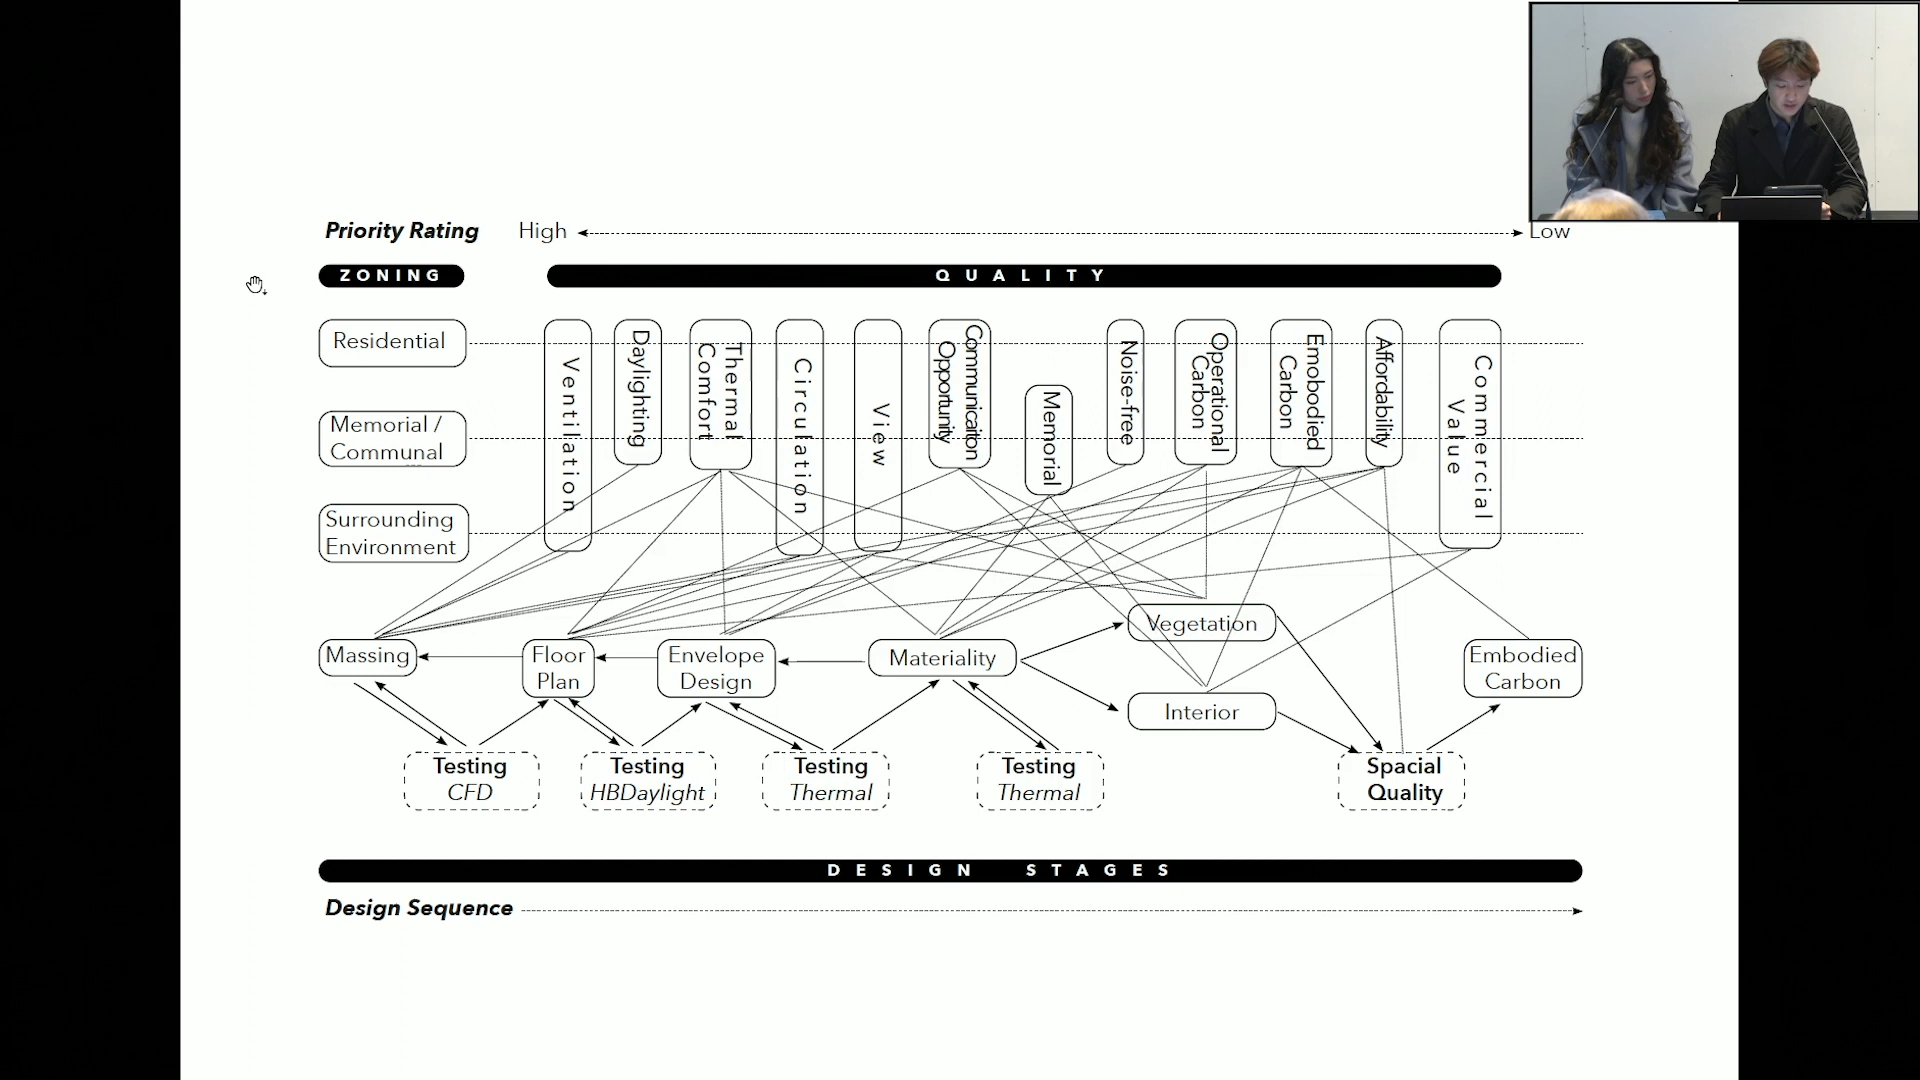 Priority Rating High Low
ZONING QUALITY
Residential
Memorial /
Communal
Surrounding
Environment
Ventilation
Daylighting
Thermal
Comfort
Circulation
View
Communicaiton
Opportunity
Memorial
Noise-free
Operational
Carbon
Emobodied
Carbon
Affordability
Commercial
Value
Massing
Floor
Plan
Envelope
Design
Materiality
Vegetation
Interior
Embodied
Carbon
Testing
CFD
Testing
HBDaylight
Testing
Thermal
Testing
Thermal
Spacial
Quality
DESIGN STAGES
Design Sequence